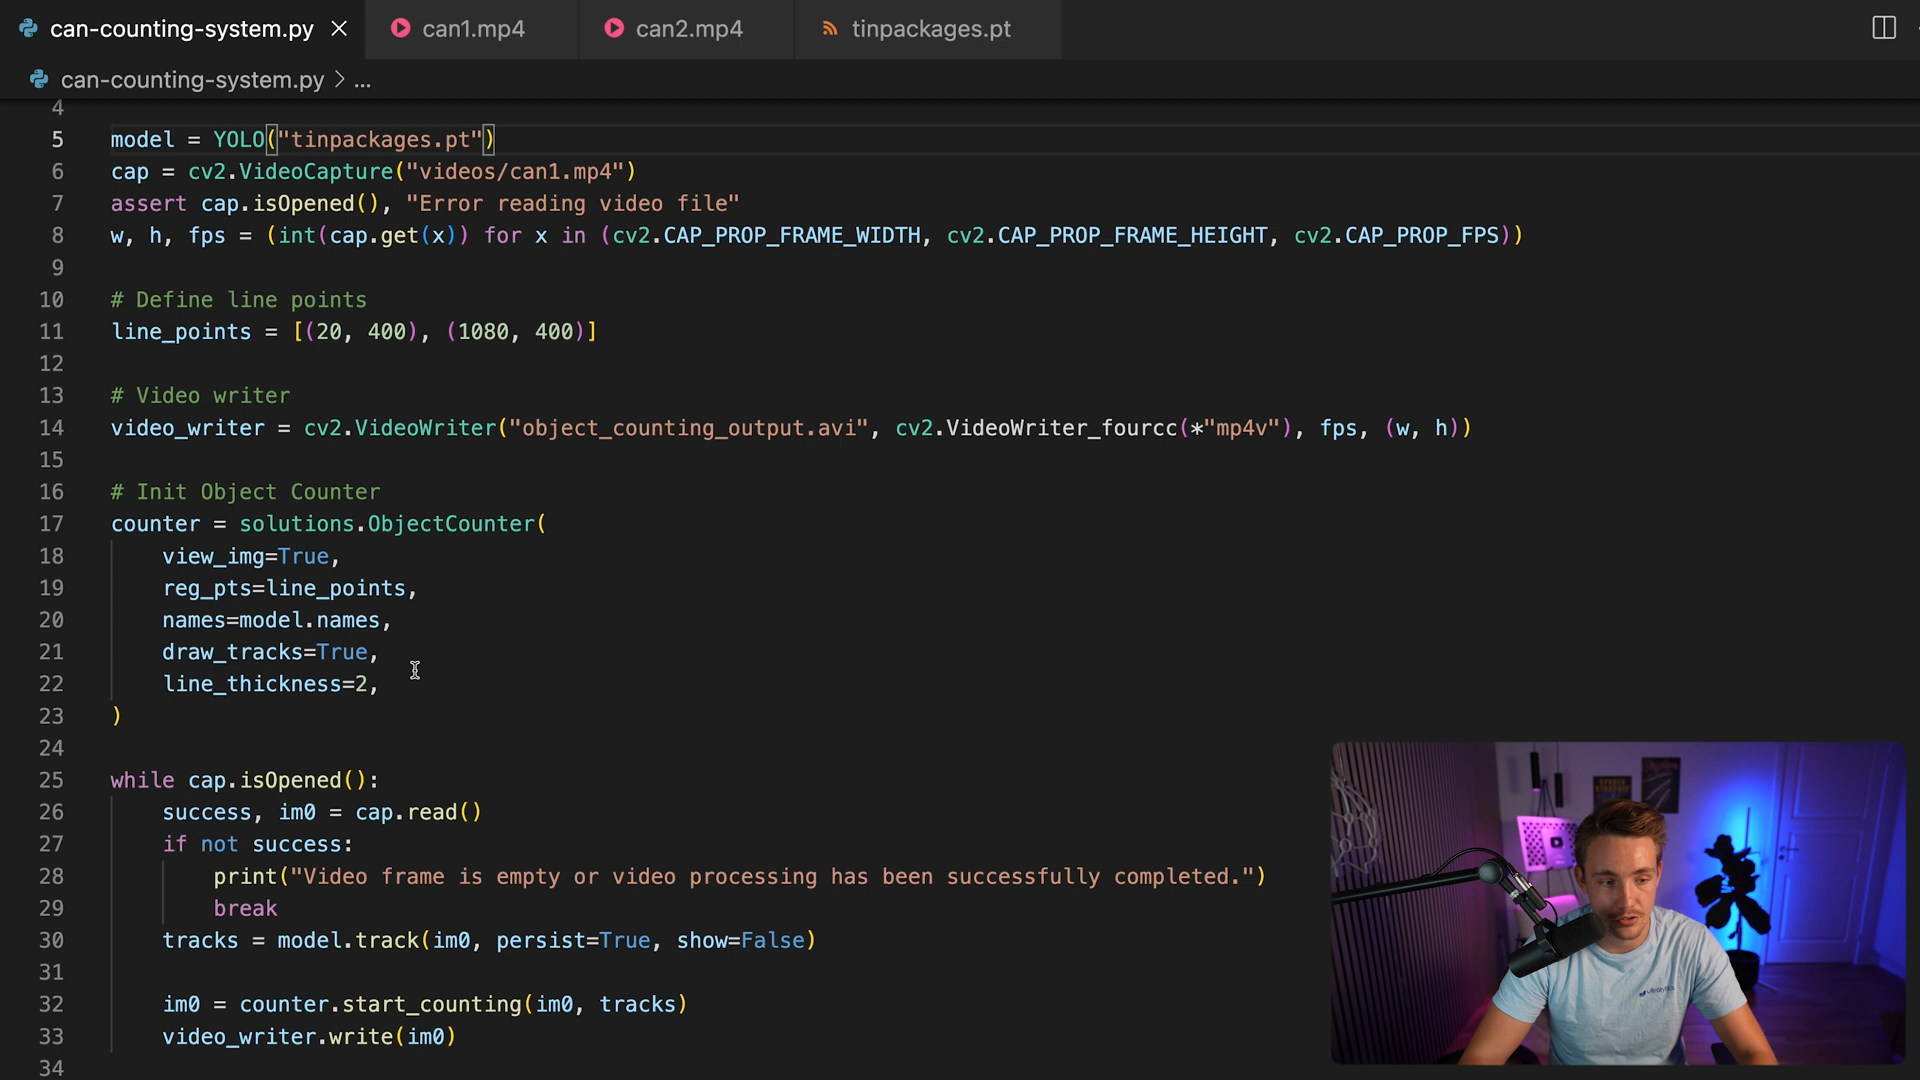 can-counting-system.py
can1.mp4
can2.mp4
tinpackages.pt
can-counting-system.py > ...
4
5 model = YOLO("tinpackages.pt")
6 cap = cv2.VideoCapture("videos/can1.mp4")
7 assert cap.isOpened(), "Error reading video file"
8 w, h, fps = (int(cap.get(x)) for x in (cv2.CAP_PROP_FRAME_WIDTH, cv2.CAP_PROP_FRAME_HEIGHT, cv2.CAP_PROP_FPS))
9
10 # Define line points
11 line_points = [(20, 400), (1080, 400)]
12
13 # Video writer
14 video_writer = cv2.VideoWriter("object_counting_output.avi", cv2.VideoWriter_fourcc(*"mp4v"), fps, (w, h))
15
16 # Init Object Counter
17 counter = solutions.ObjectCounter(
18     view_img=True,
19     reg_pts=line_points,
20     names=model.names,
21     draw_tracks=True,
22     line_thickness=2,
23 )
24
25 while cap.isOpened():
26     success, im0 = cap.read()
27     if not success:
28         print("Video frame is empty or video processing has been successfully completed.")
29         break
30     tracks = model.track(im0, persist=True, show=False)
31
32     im0 = counter.start_counting(im0, tracks)
33     video_writer.write(im0)
34
ultralytics